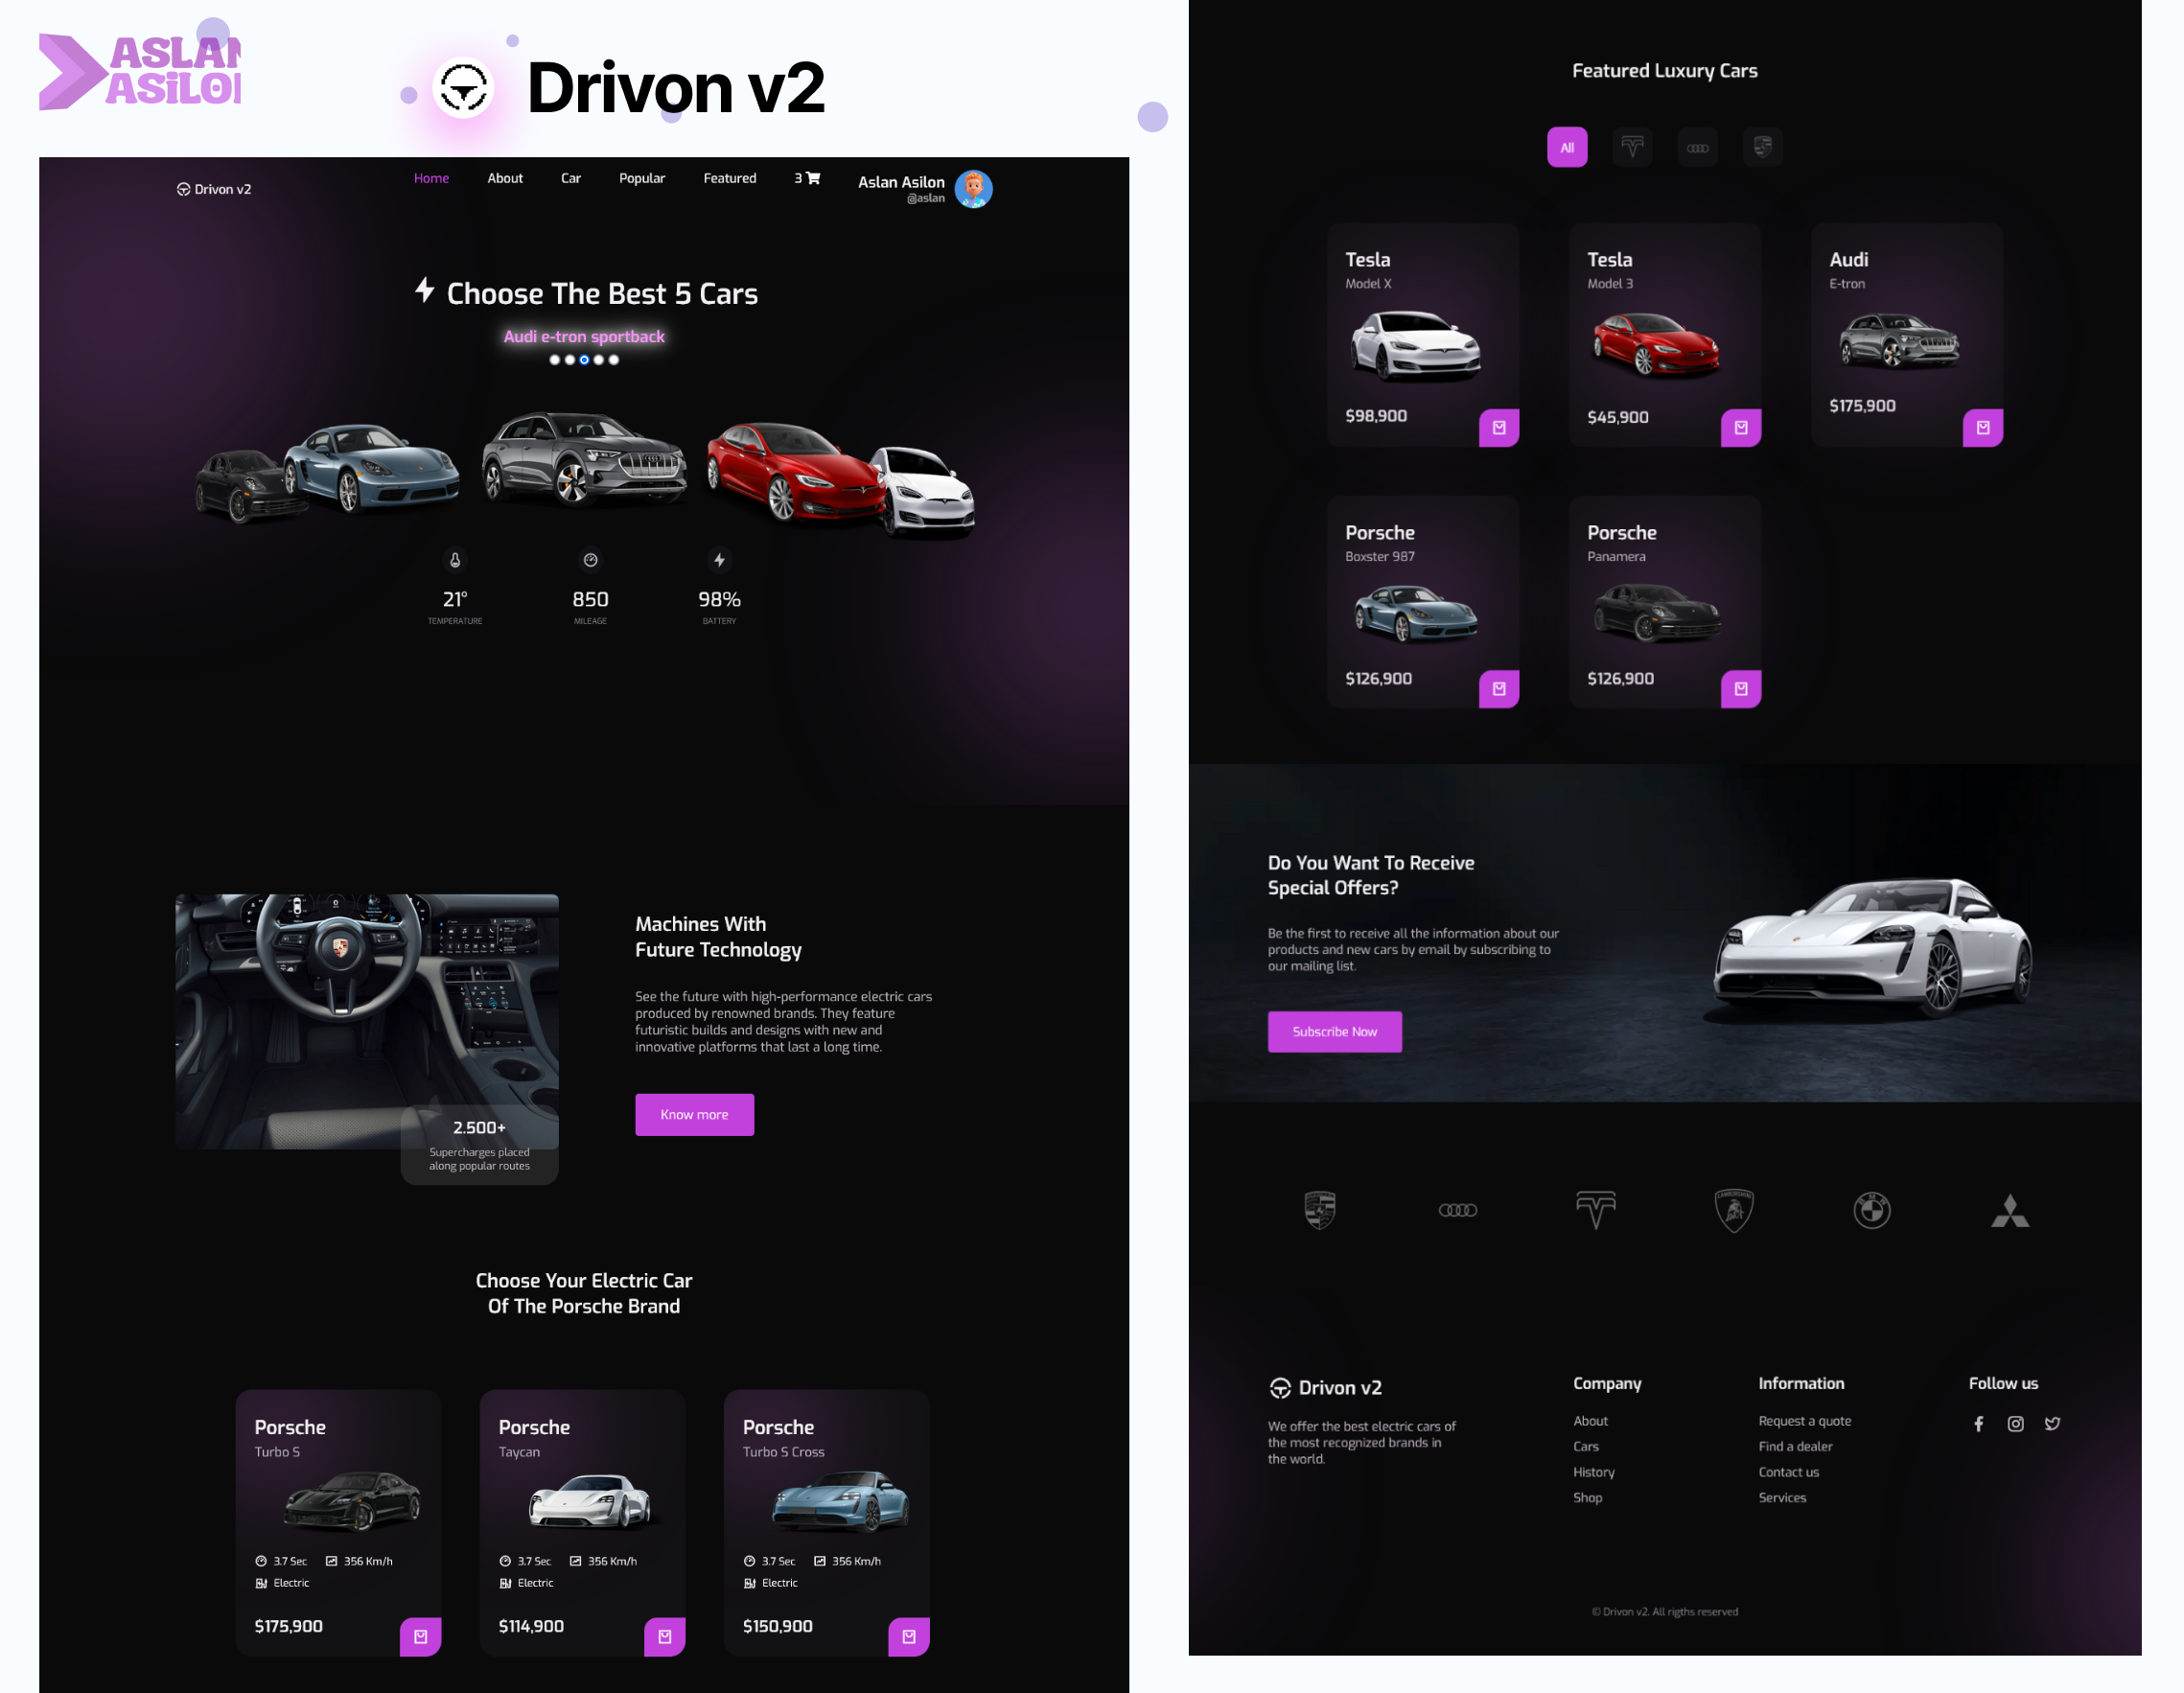 ASLAN
ASiLO
Drivon v2
Drivon v2
Home
About
Car
Popular
Featured
3
Aslan Asilon
@aslan
Choose The Best 5 Cars
Audi e-tron sportback
21°
TEMPERATURE
850
MILEAGE
98%
BATTERY
Machines With
Future Technology
See the future with high-performance electric cars
produced by renowned brands. They feature
futuristic builds and designs with new and
innovative platforms that last a long time.
Know more
2.500+
Supercharges placed
along popular routes
Choose Your Electric Car
Of The Porsche Brand
Porsche
Turbo S
3.7 Sec
356 Km/h
Electric
$175,900
Porsche
Taycan
3.7 Sec
356 Km/h
Electric
$114,900
Porsche
Turbo S Cross
3.7 Sec
356 Km/h
Electric
$150,900
Featured Luxury Cars
All
Tesla
Model X
$98,900
Tesla
Model 3
$45,900
Audi
E-tron
$175,900
Porsche
Boxster 987
$126,900
Porsche
Panamera
$126,900
Do You Want To Receive
Special Offers?
Be the first to receive all the information about our
products and new cars by email by subscribing to
our mailing list.
Subscribe Now
LAMBORGHINI
BMW
Drivon v2
We offer the best electric cars of
the most recognized brands in
the world.
Company
About
Cars
History
Shop
Information
Request a quote
Find a dealer
Contact us
Services
Follow us
© Drivon v2. All rigths reserved